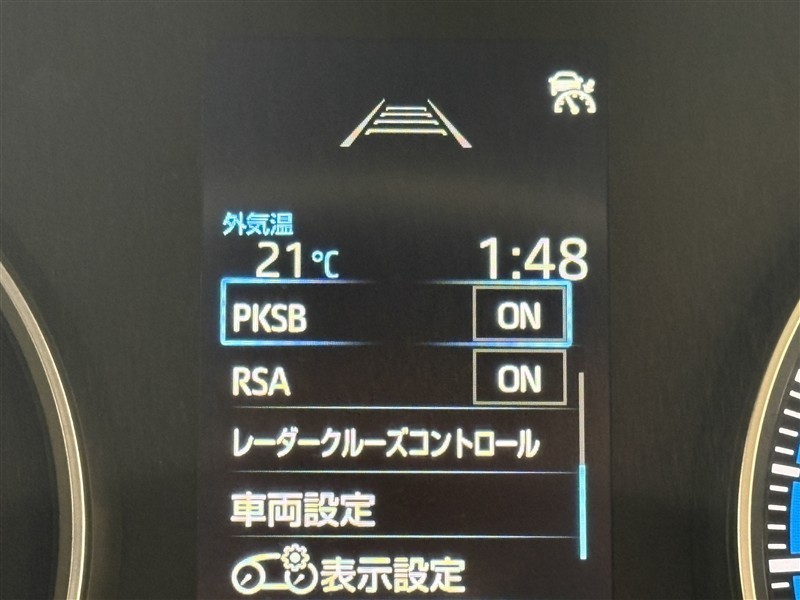 外気温
21℃ 1:48
PKSB ON
RSA ON
レーダークルーズコントロール
車両設定
表示設定